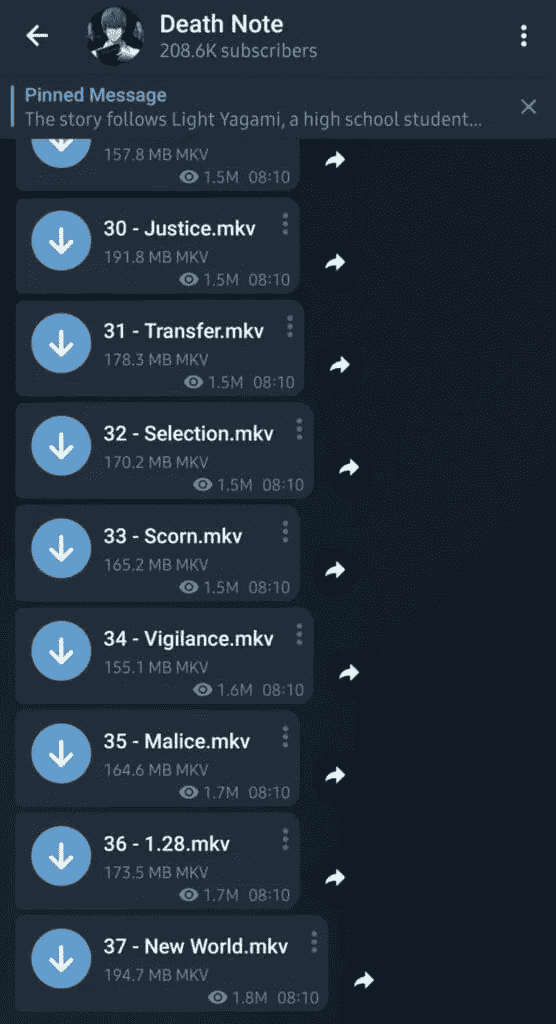 Death Note
208.6K subscribers
Pinned Message
The story follows Light Yagami, a high school student...
157.8 MB MKV
1.5M 08:10
30 - Justice.mkv
191.8 MB MKV
1.5M 08:10
31 - Transfer.mkv
178.3 MB MKV
1.5M 08:10
32 - Selection.mkv
170.2 MB MKV
1.5M 08:10
33 - Scorn.mkv
165.2 MB MKV
1.5M 08:10
34 - Vigilance.mkv
155.1 MB MKV
1.6M 08:10
35 - Malice.mkv
164.6 MB MKV
1.7M 08:10
36 - 1.28.mkv
173.5 MB MKV
1.7M 08:10
37 - New World.mkv
194.7 MB MKV
1.8M 08:10